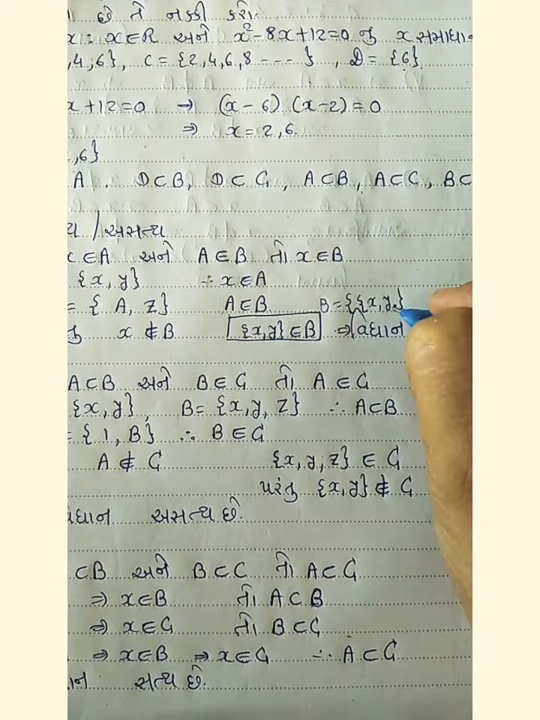 છે તે નક્કી કરો.
x : x∈R અને x²-8x+12=0 નું x સમાધાન
,4,6}, C = {2,4,6,8 --- }, D = {6}
x+12=0 → (x-6) (x-2)=0
⇒ x=2,6.
,6}
A. D⊂B, D⊂C, A⊂B, A⊂C, B⊂
ય / અસત્ય
x∈A અને A∈B તો x∈B
{x, y} ∴ x∈A
= {A, Z} A∈B B={{x,y}
x∉B {x,y}∈B ⇒ વિધાન
A⊂B અને B∈C તો A∈C
{x,y}, B= {x,y,z} ∴ A⊂B
= {1, B} ∴ B∈C
A∉C {x,y,z} ∈ C
પરંતુ {x,y} ∉ C
વિધાન અસત્ય છે.
⊂B અને B⊂C તો A⊂C
⇒ x∈B તો A⊂B
⇒ x∈C તો B⊂C
⇒ x∈B ⇒ x∈C ∴ A⊂C
ાન સત્ય છે.